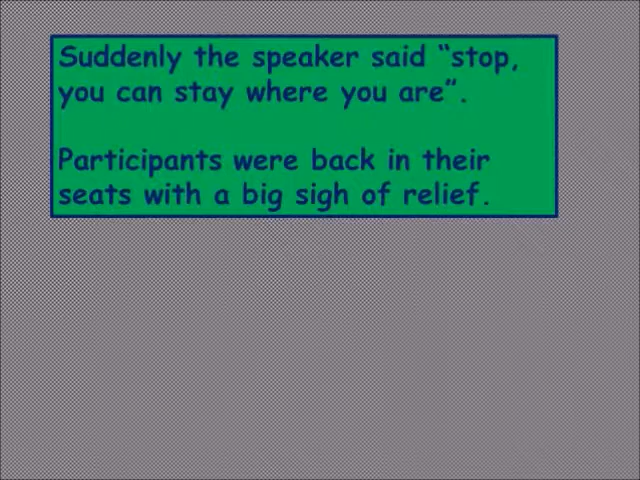 Suddenly the speaker said “stop,
you can stay where you are”.
Participants were back in their
seats with a big sigh of relief.